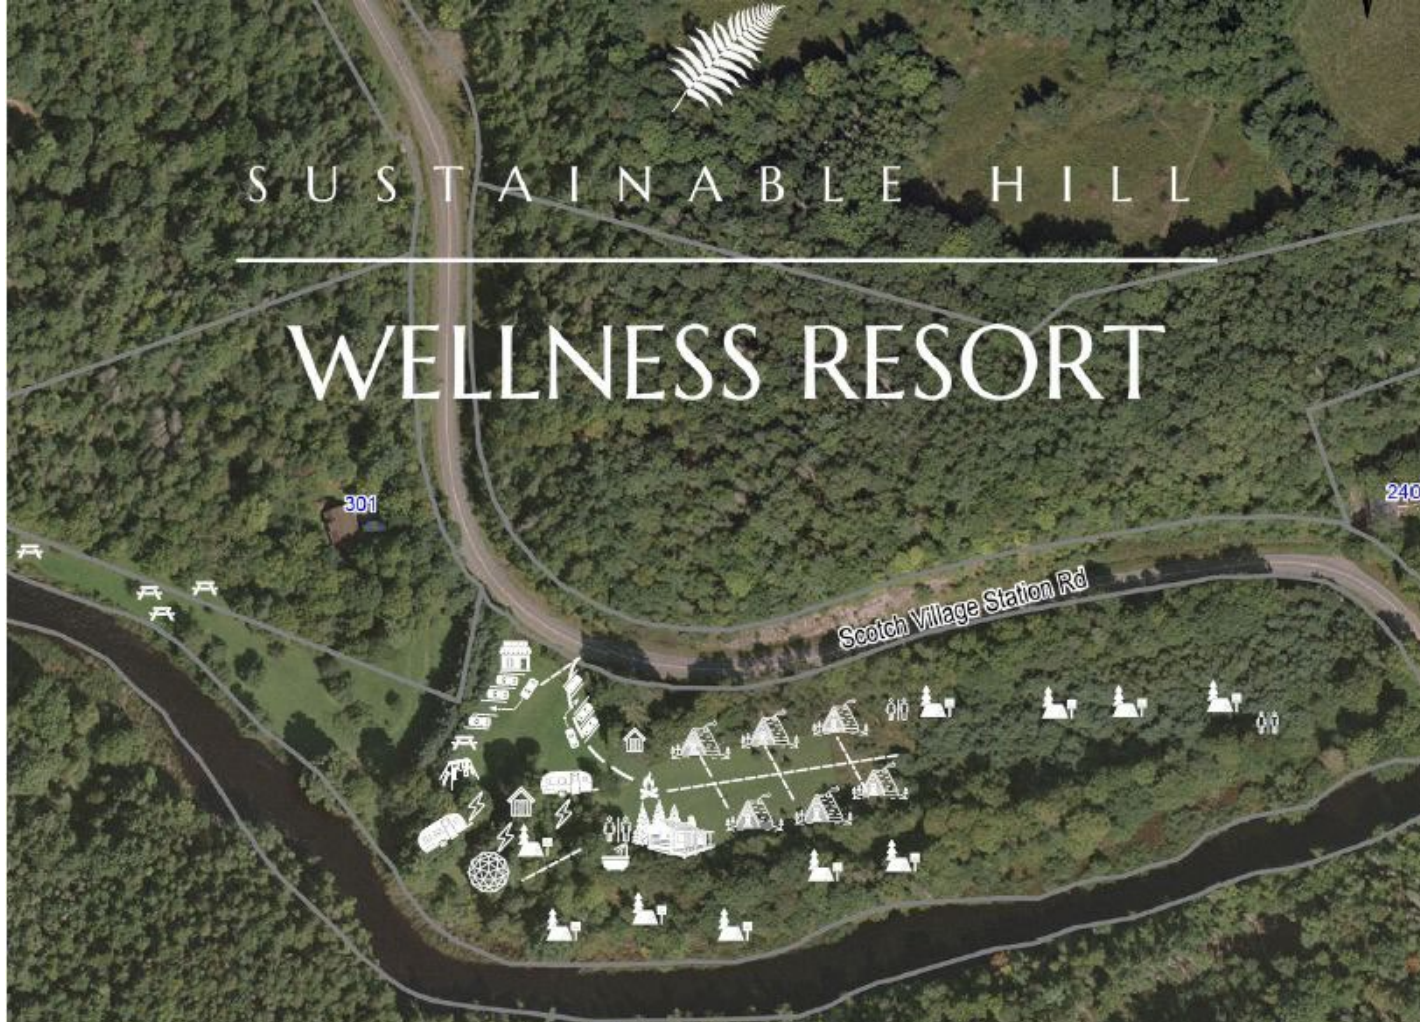 SUSTAINABLE HILL
WELLNESS RESORT
301
240
Scotch Village Station Rd